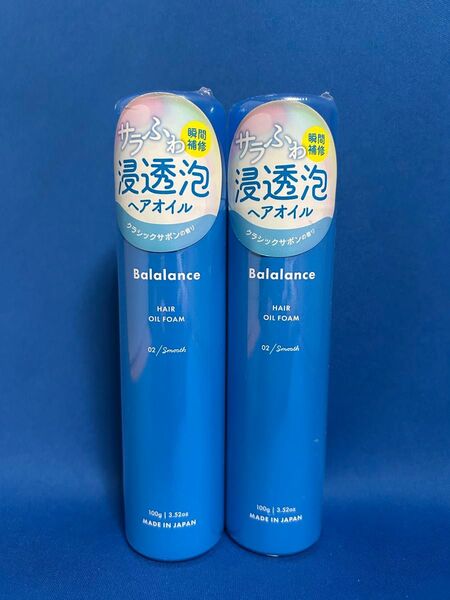 サラふわ
瞬間
補修
浸透泡
ヘアオイル
クラシックサボンの香り
Balalance
HAIR
OIL FOAM
02/Smooth
100g | 3.52oz
MADE IN JAPAN
サラふわ
瞬間
補修
浸透泡
ヘアオイル
クラシックサボンの香り
Balalance
HAIR
OIL FOAM
02/Smooth
100g | 3.52oz
MADE IN JAPAN